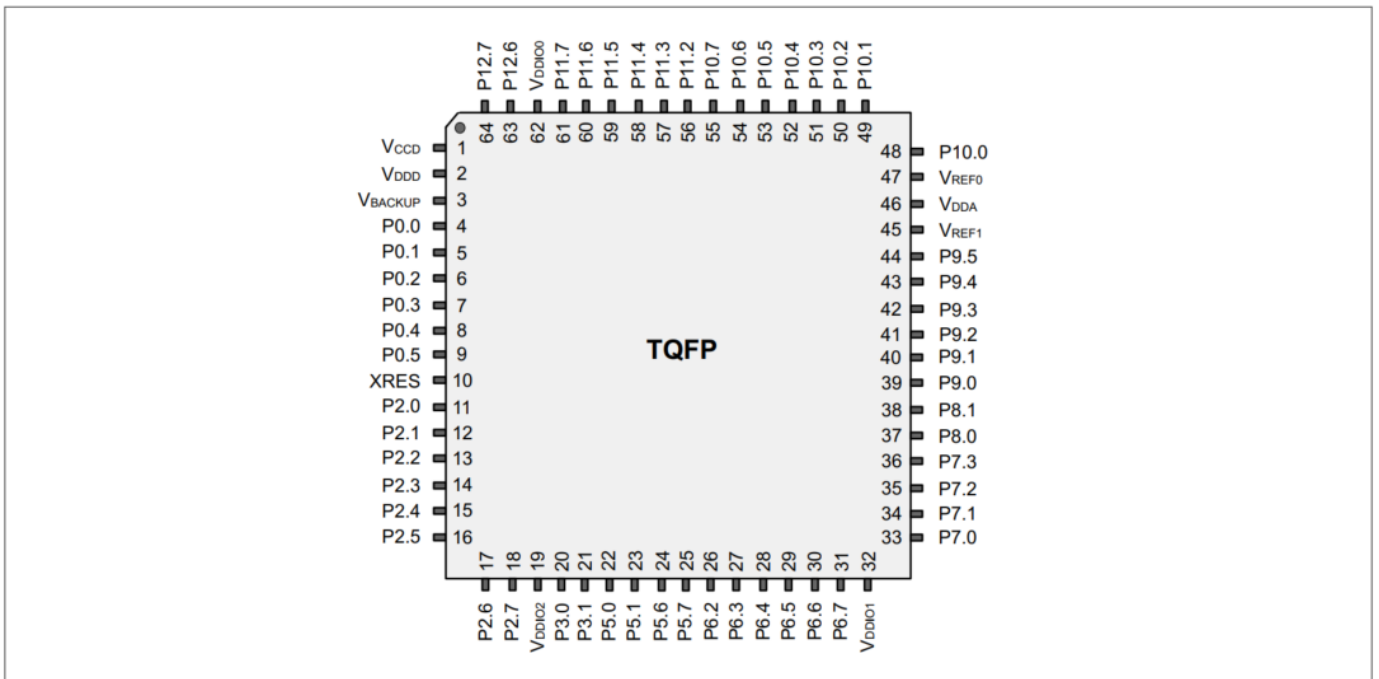 P12.7 P12.6 VDDIO0 P11.7 P11.6 P11.5 P11.4 P11.3 P11.2 P10.7 P10.6 P10.5 P10.4 P10.3 P10.2 P10.1
64 63 62 61 60 59 58 57 56 55 54 53 52 51 50 49
VCCD 1
VDDD 2
VBACKUP 3
P0.0 4
P0.1 5
P0.2 6
P0.3 7
P0.4 8
P0.5 9
XRES 10
P2.0 11
P2.1 12
P2.2 13
P2.3 14
P2.4 15
P2.5 16
TQFP
48 P10.0
47 VREF0
46 VDDA
45 VREF1
44 P9.5
43 P9.4
42 P9.3
41 P9.2
40 P9.1
39 P9.0
38 P8.1
37 P8.0
36 P7.3
35 P7.2
34 P7.1
33 P7.0
17 18 19 20 21 22 23 24 25 26 27 28 29 30 31 32
P2.6 P2.7 VDDIO2 P3.0 P3.1 P5.0 P5.1 P5.6 P5.7 P6.2 P6.3 P6.4 P6.5 P6.6 P6.7 VDDIO1